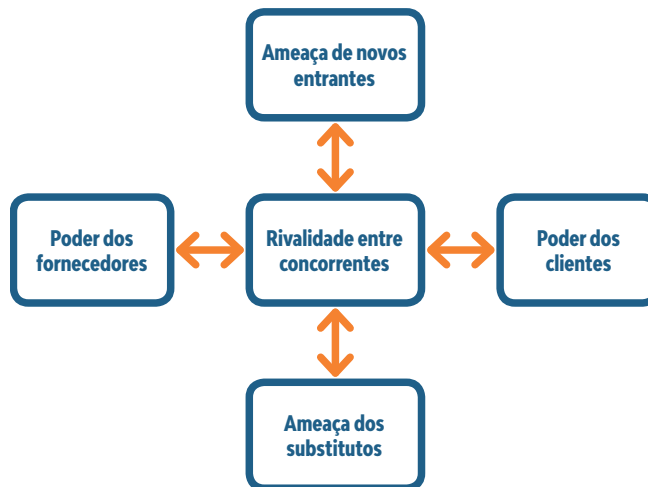 Ameaça de novos
entrantes
Poder dos
fornecedores
Rivalidade entre
concorrentes
Poder dos
clientes
Ameaça dos
substitutos